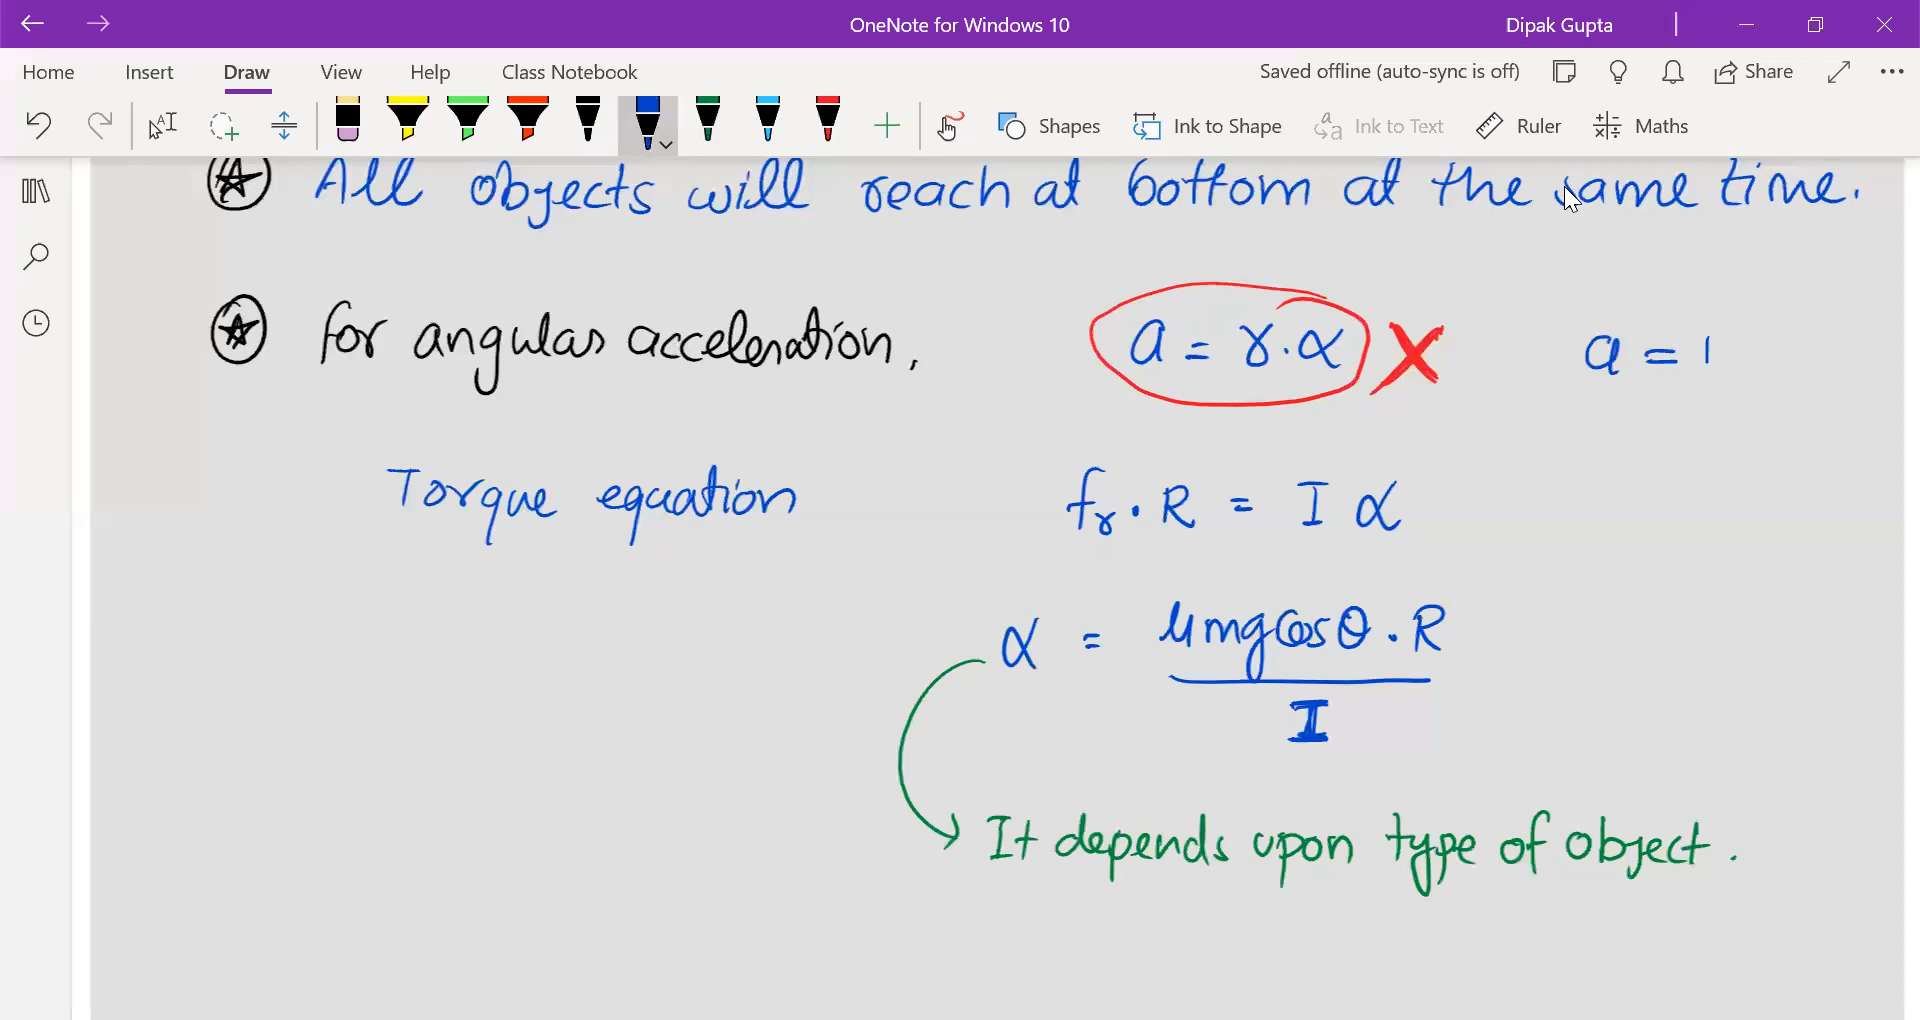 OneNote for Windows 10
Dipak Gupta
Home Insert Draw View Help Class Notebook
Saved offline (auto-sync is off) Share
Shapes Ink to Shape Ink to Text Ruler Maths
All objects will reach at bottom at the same time.
for angular acceleration, a = r.α X a = I
Torque equation fr . R = I α
α = μmg cosθ . R
I
It depends upon type of object.